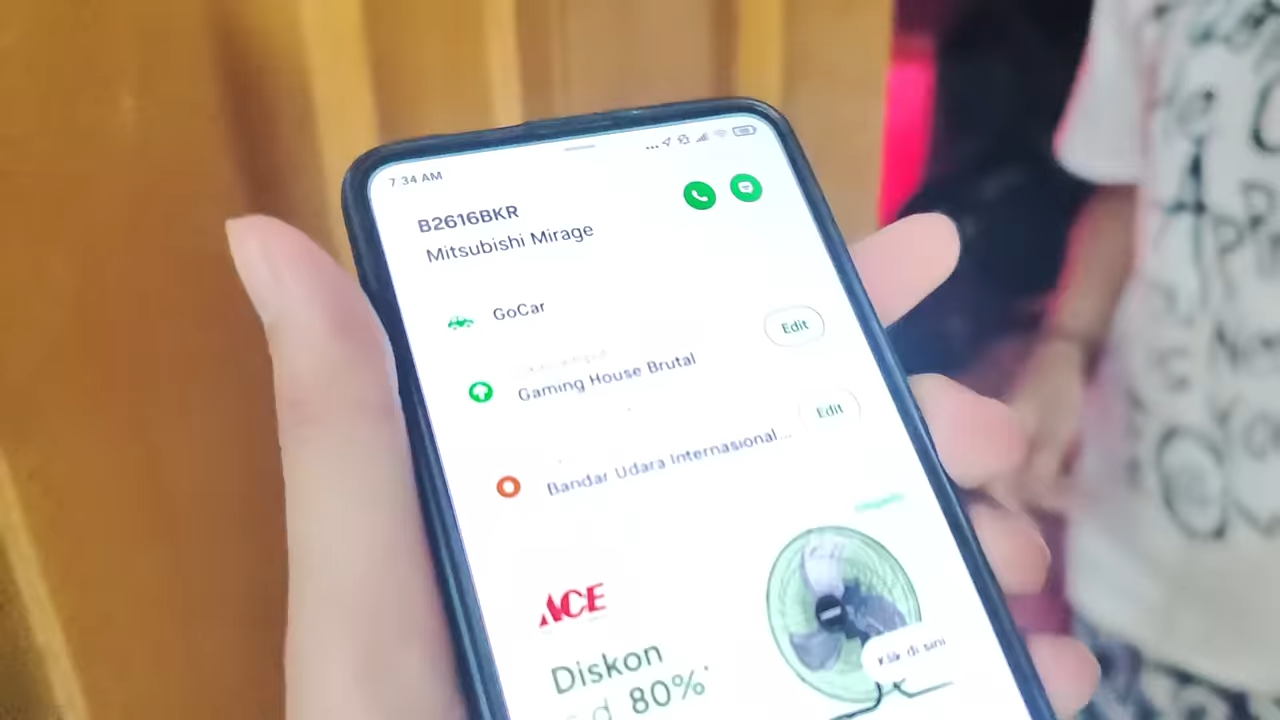 7:34 AM
B2616BKR
Mitsubishi Mirage
GoCar
Edit
Gaming House Brutal
Edit
Bandar Udara Internasional...
ACE
Diskon
s.d 80%*
Klik di sini